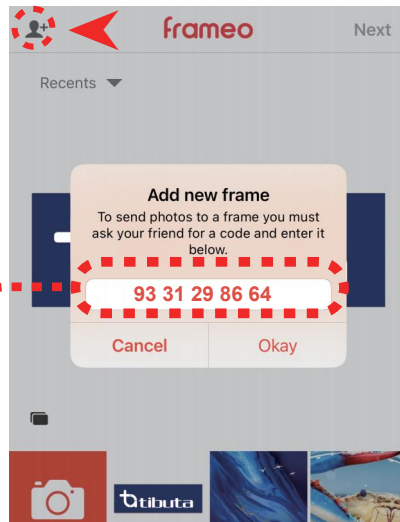 frameo
Next
Recents
Add new frame
To send photos to a frame you must
ask your friend for a code and enter it
below.
93 31 29 86 64
Cancel
Okay
tibuta